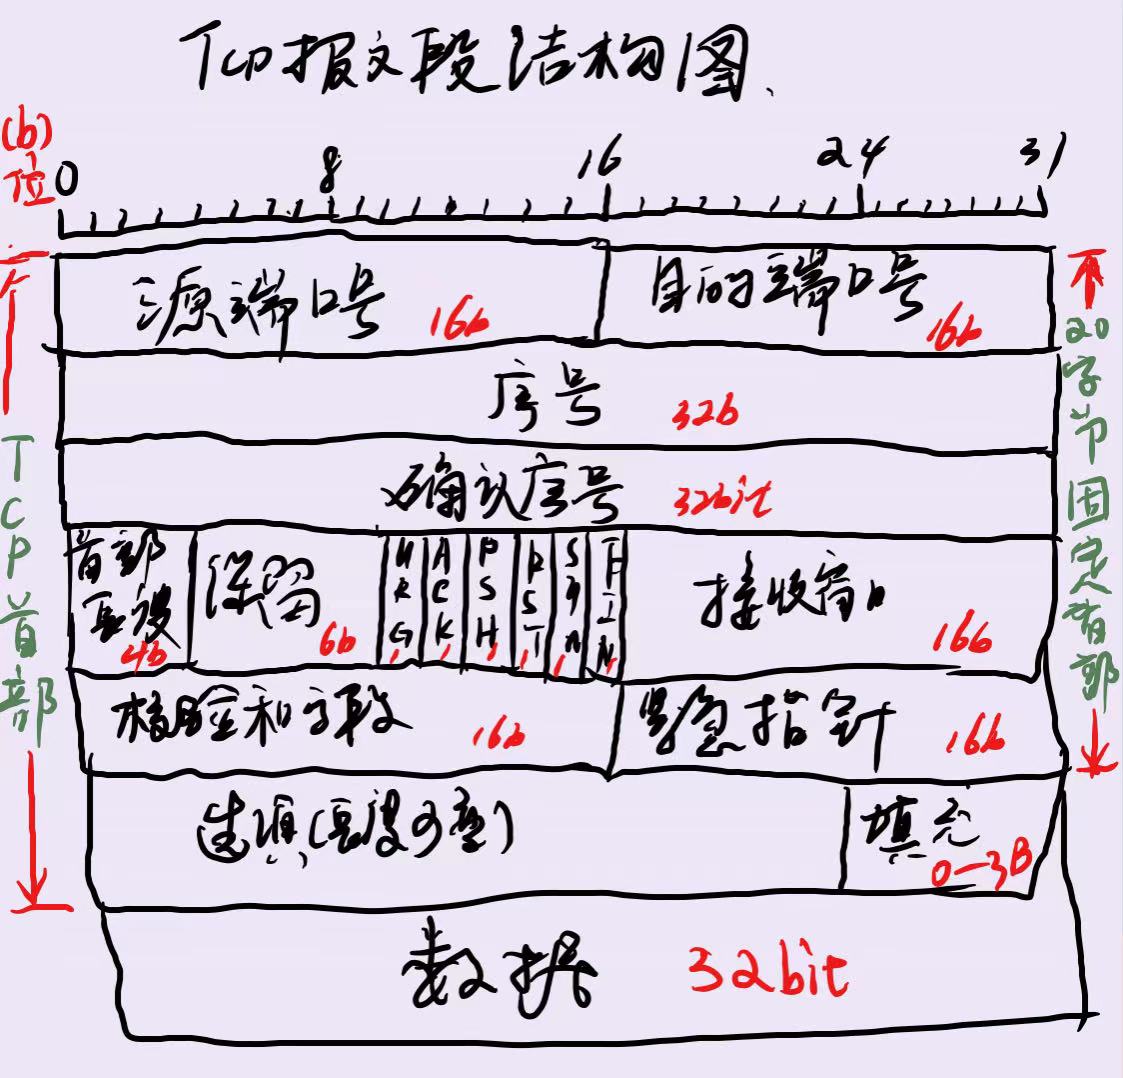 TCP报文段结构图
(b)
位 0 8 16 24 31
源端口号 16b 目的端口号 16b
序号 32b
确认序号 32bit
首部长度 4b 保留 6b URG 1 ACK 1 PSH 1 RST 1 SYN 1 FIN 1 接收窗口 16b
检验和字段 16b 紧急指针 16b
选项(长度可变) 填充 0-3B
数据 32bit
TCP首部
20字节固定首部